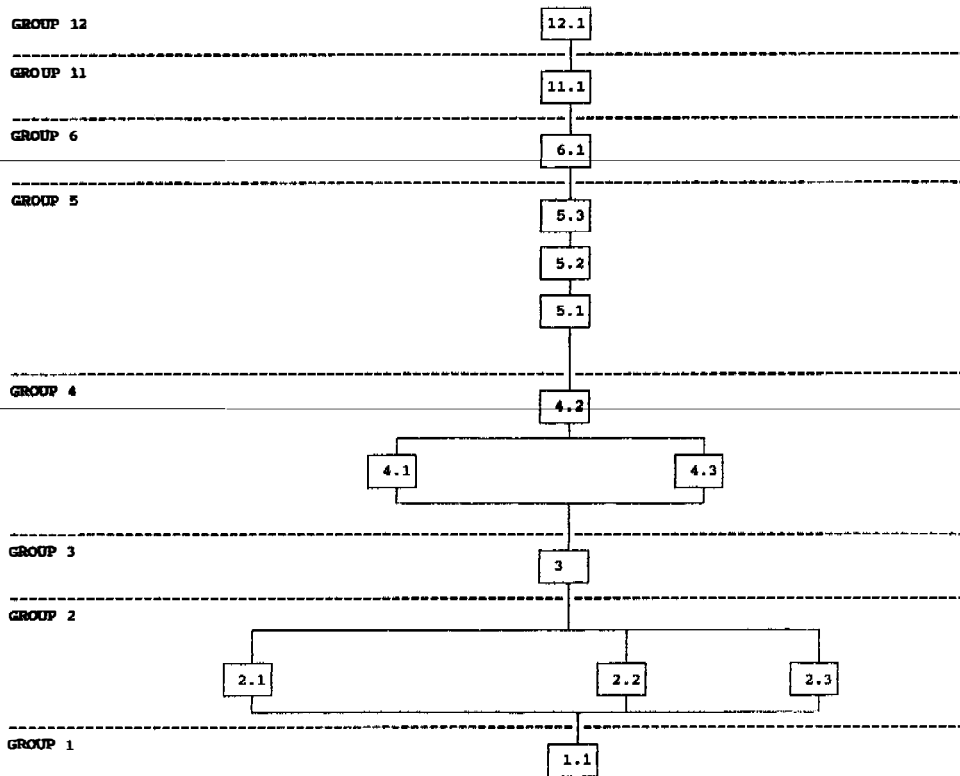 GROUP 12
12.1
GROUP 11
11.1
GROUP 6
6.1
GROUP 5
5.3
5.2
5.1
GROUP 4
4.2
4.1 4.3
GROUP 3
3
GROUP 2
2.1 2.2 2.3
GROUP 1
1.1